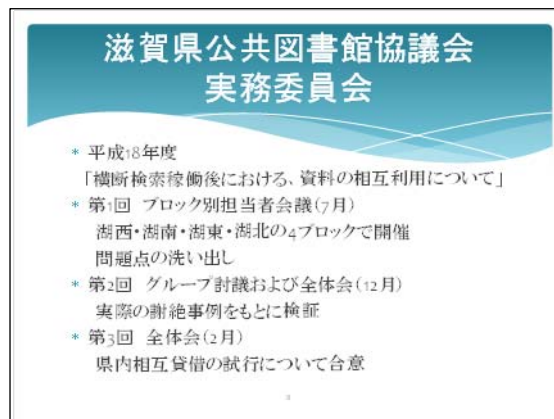 滋賀県公共図書館協議会
実務委員会
* 平成18年度
「横断検索稼働後における、資料の相互利用について」
* 第1回 ブロック別担当者会議(7月)
湖西・湖南・湖東・湖北の4ブロックで開催
問題点の洗い出し
* 第2回 グループ討議および全体会(12月)
実際の謝絶事例をもとに検証
* 第3回 全体会(2月)
県内相互貸借の試行について合意